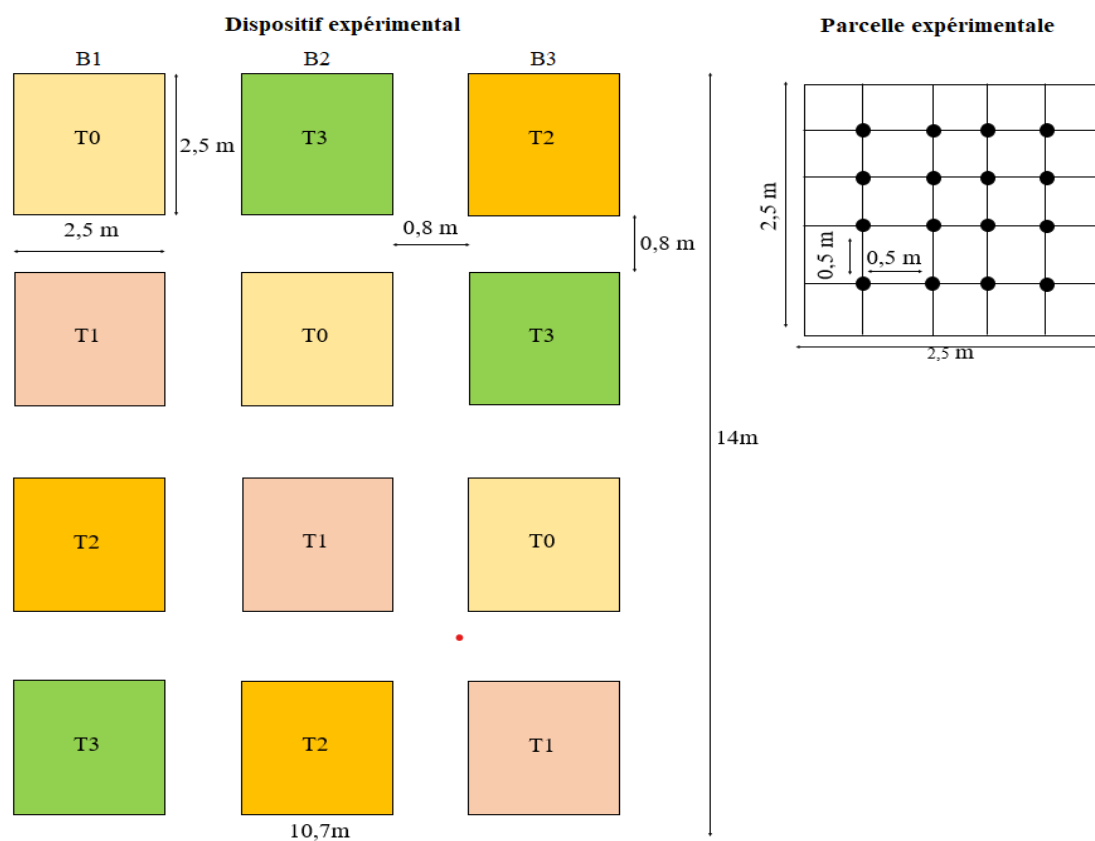 Dispositif expérimental
B1 B2 B3
T0 T3 T2
2,5 m
2,5 m
0,8 m
0,8 m
T1 T0 T3
14m
T2 T1 T0
T3 T2 T1
10,7m
Parcelle expérimentale
2,5 m
0,5 m
0,5 m
2,5 m